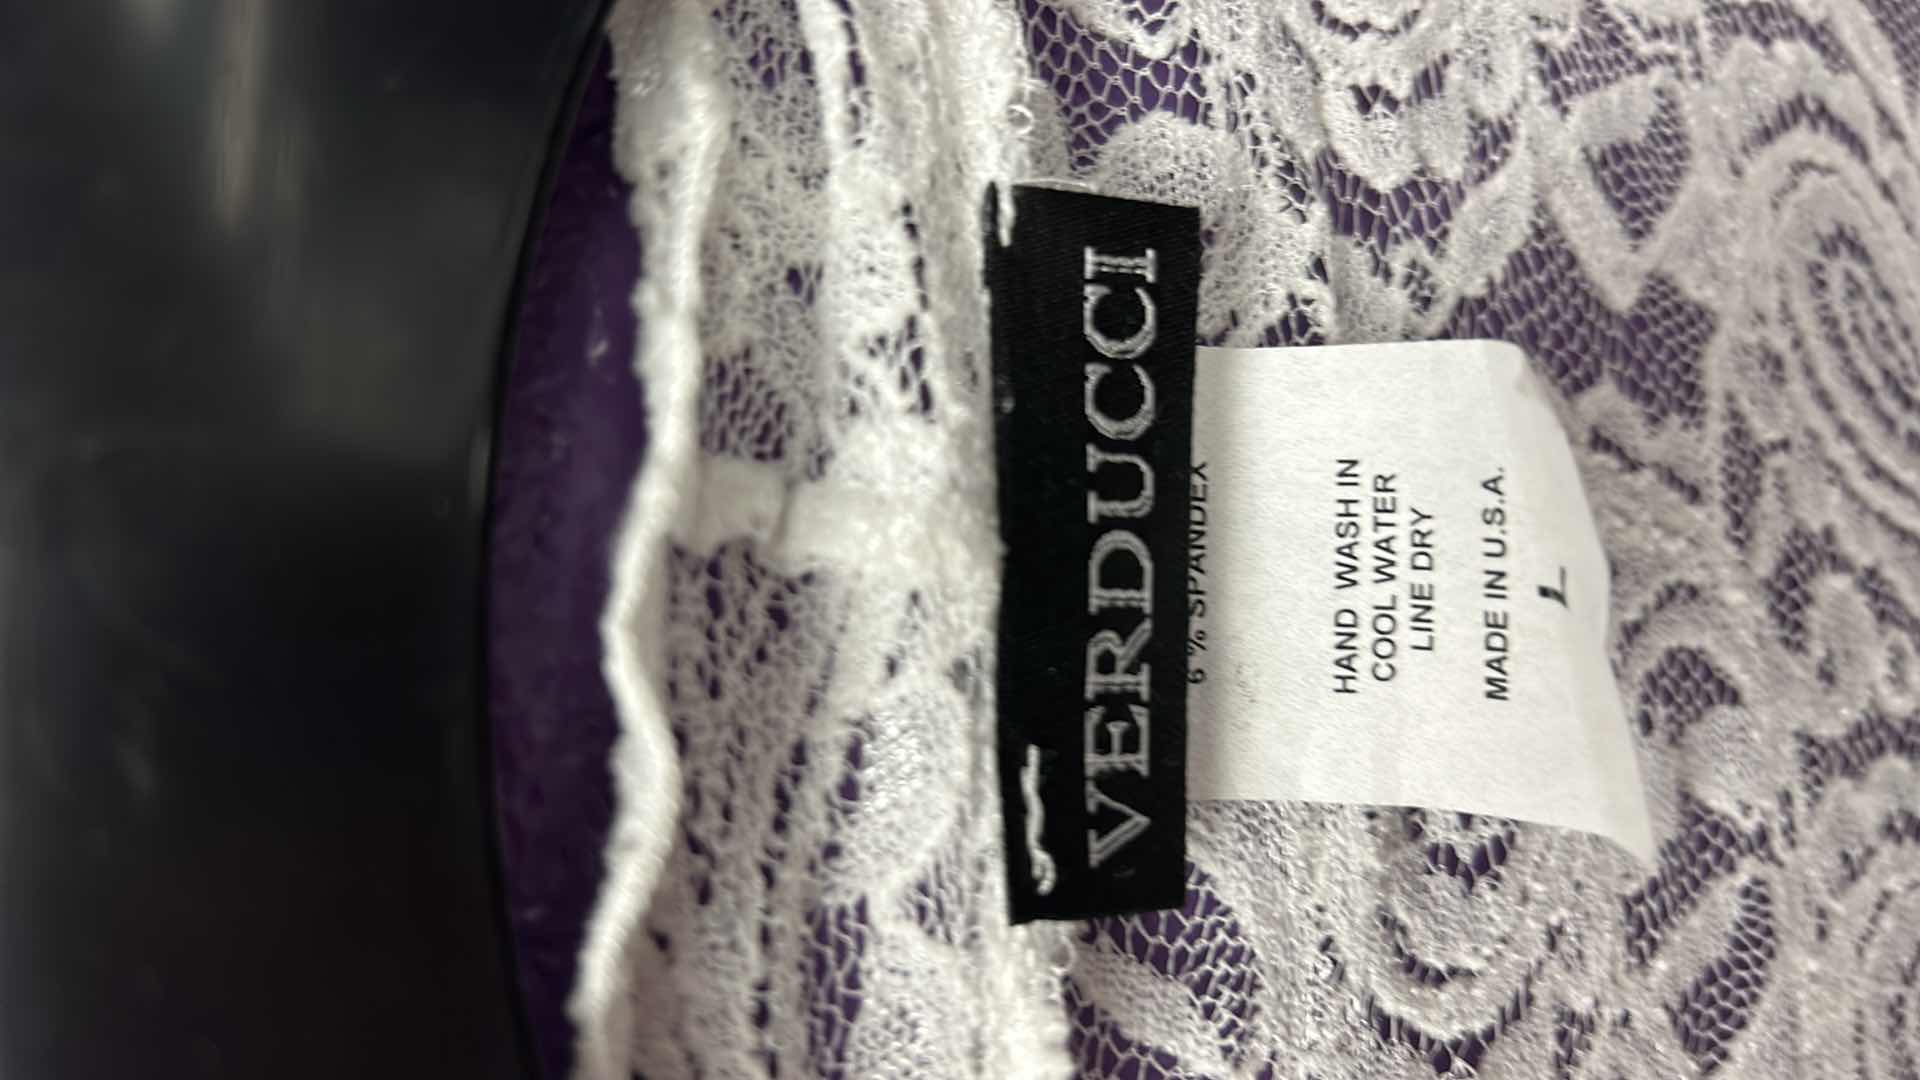 VERDUCCI
6 % SPANDEX
HAND WASH IN
COOL WATER
LINE DRY
MADE IN U.S.A.
L